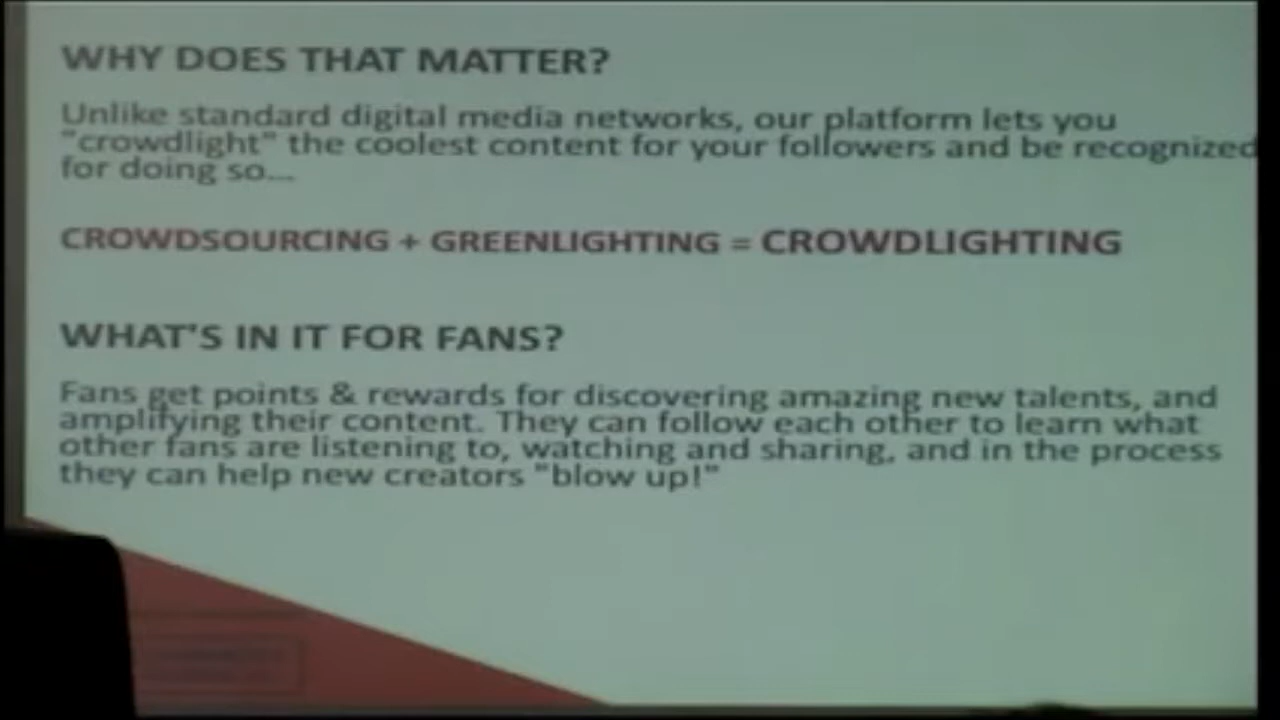 WHY DOES THAT MATTER?
Unlike standard digital media networks, our platform lets you
"crowdlight" the coolest content for your followers and be recognized
for doing so...
CROWDSOURCING + GREENLIGHTING = CROWDLIGHTING
WHAT'S IN IT FOR FANS?
Fans get points & rewards for discovering amazing new talents, and
amplifying their content. They can follow each other to learn what
other fans are listening to, watching and sharing, and in the process
they can help new creators "blow up!"